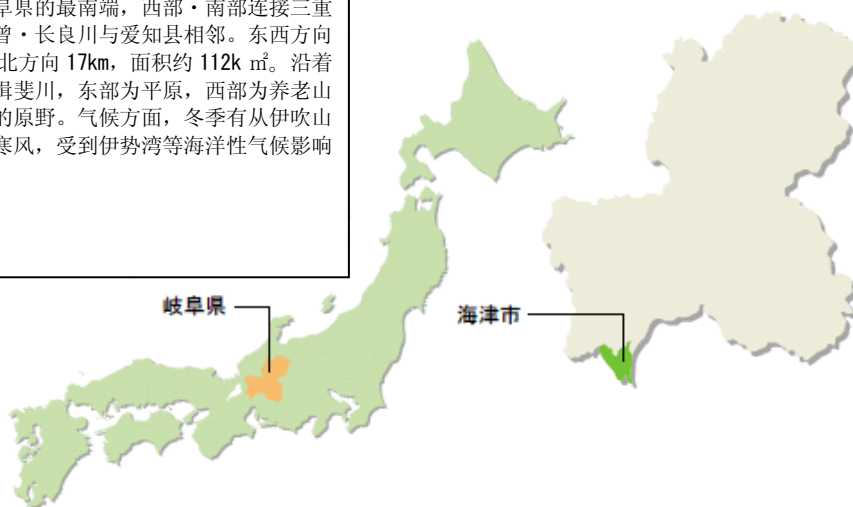 阜县的最南端，西部・南部连接三重
曾・长良川与爱知县相邻。东西方向
北方向 17km，面积约 112k ㎡。沿着
揖斐川，东部为平原，西部为养老山
的原野。气候方面，冬季有从伊吹山
寒风，受到伊势湾等海洋性气候影响
岐阜県
海津市